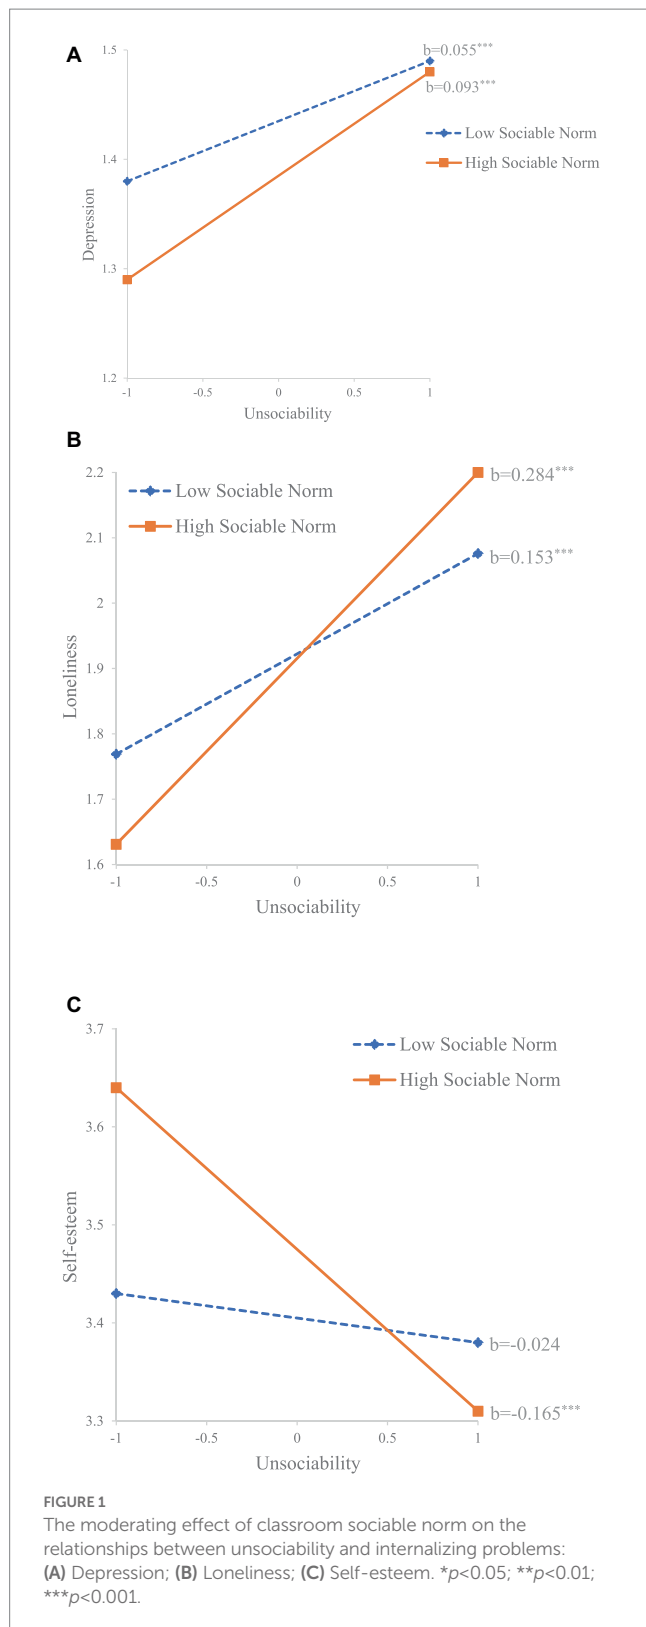 A
1.5
1.4
1.3
1.2
Depression
b=0.055***
b=0.093***
Low Sociable Norm
High Sociable Norm
-1 -0.5 0 0.5 1
Unsociability
B
2.2
2.1
2
1.9
1.8
1.7
1.6
Loneliness
Low Sociable Norm
High Sociable Norm
b=0.284***
b=0.153***
-1 -0.5 0 0.5 1
Unsociability
C
3.7
3.6
3.5
3.4
3.3
Self-esteem
Low Sociable Norm
High Sociable Norm
b=-0.024
b=-0.165***
-1 -0.5 0 0.5 1
Unsociability
FIGURE 1
The moderating effect of classroom sociable norm on the
relationships between unsociability and internalizing problems:
(A) Depression; (B) Loneliness; (C) Self-esteem. *p<0.05; **p<0.01;
***p<0.001.